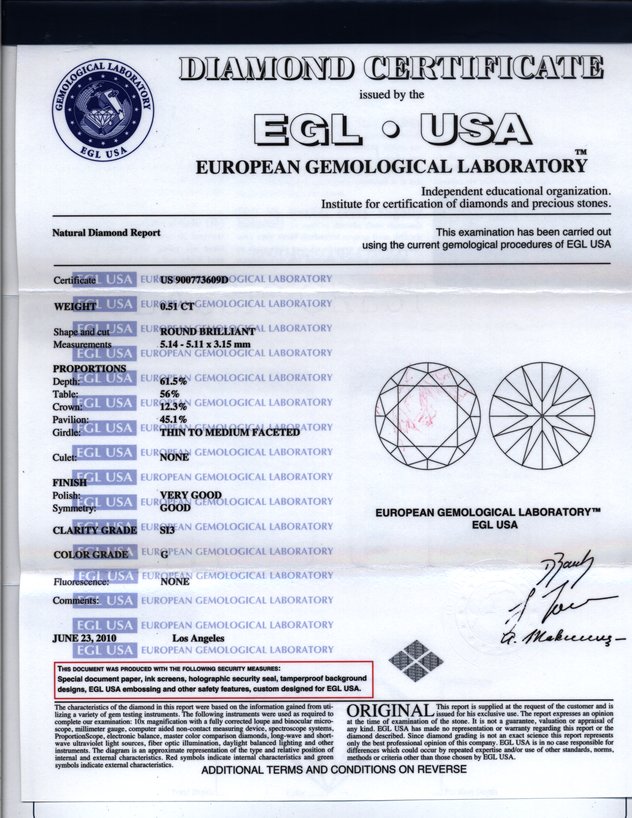 GEMOLOGICAL LABORATORY
EGL USA
DIAMOND CERTIFICATE
issued by the
EGL • USA
EUROPEAN GEMOLOGICAL LABORATORY™
Independent educational organization.
Institute for certification of diamonds and precious stones.
Natural Diamond Report
This examination has been carried out
using the current gemological procedures of EGL USA
Certificate US 900773609D
WEIGHT 0.51 CT
Shape and cut ROUND BRILLIANT
Measurements 5.14 - 5.11 x 3.15 mm
PROPORTIONS
Depth: 61.5%
Table: 56%
Crown: 12.3%
Pavilion: 45.1%
Girdle: THIN TO MEDIUM FACETED
Culet: NONE
FINISH
Polish: VERY GOOD
Symmetry: GOOD
CLARITY GRADE SI3
COLOR GRADE G
Fluorescence: NONE
Comments:
EGL USA EUROPEAN GEMOLOGICAL LABORATORY
JUNE 23, 2010 Los Angeles
EUROPEAN GEMOLOGICAL LABORATORY™
EGL USA
THIS DOCUMENT WAS PRODUCED WITH THE FOLLOWING SECURITY MEASURES:
Special document paper, ink screens, holographic security seal, tamperproof background
designs, EGL USA embossing and other safety features, custom designed for EGL USA.
The characteristics of the diamond in this report were based on the information gained from uti-
lizing a variety of gem testing instruments. The following instruments were used as required to
complete our examination: 10x magnification with a fully corrected loupe and binocular micro-
scope, millimeter gauge, computer aided non-contact measuring device, spectroscope systems,
ProportionScope, electronic balance, master color comparison diamonds, long-wave and short-
wave ultraviolet light sources, fiber optic illumination, daylight balanced lighting and other
instruments. The diagram is an approximate representation of the type and relative position of
internal and external characteristics. Red symbols indicate internal characteristics and green
symbols indicate external characteristics.
ORIGINAL This report is supplied at the request of the customer and is
issued for his exclusive use. The report expresses an opinion
at the time of examination of the stone. It is not a guarantee, valuation or appraisal of
any kind. EGL USA has made no representation or warranty regarding this report or the
diamond described. Since diamond grading is not an exact science this report represents
only the best professional opinion of this company. EGL USA is in no case responsible for
differences which could occur by repeated expertise and/or use of other standards, norms,
methods or criteria other than those chosen by EGL USA.
ADDITIONAL TERMS AND CONDITIONS ON REVERSE